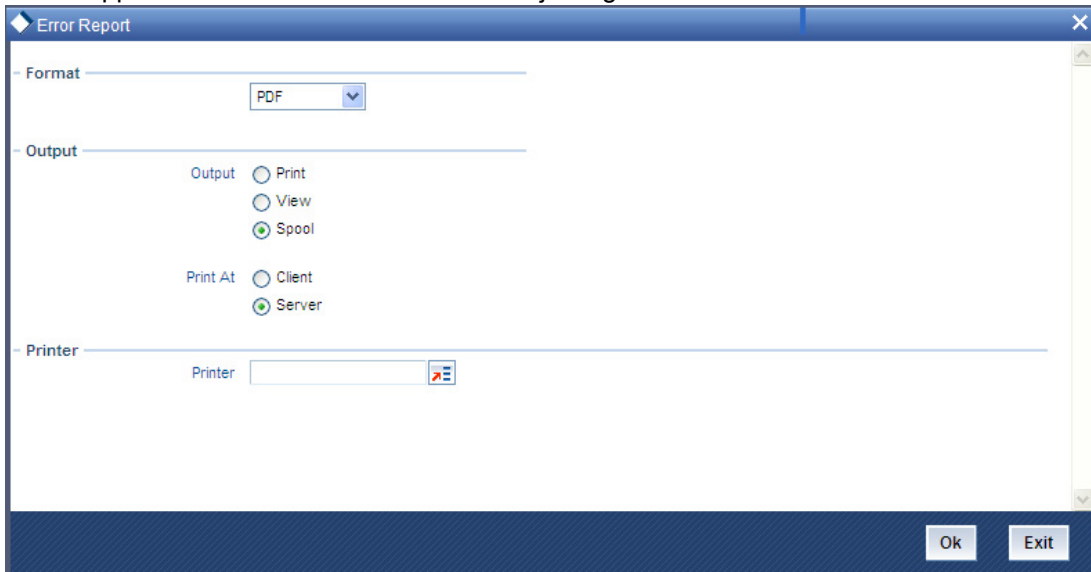 Error Report
Format
PDF
Output
Output Print
View
Spool
Print At Client
Server
Printer
Printer
Ok Exit